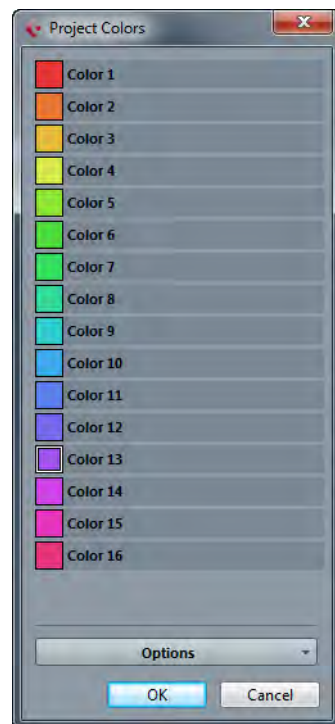 Project Colors
Color 1
Color 2
Color 3
Color 4
Color 5
Color 6
Color 7
Color 8
Color 9
Color 10
Color 11
Color 12
Color 13
Color 14
Color 15
Color 16
Options
OK Cancel